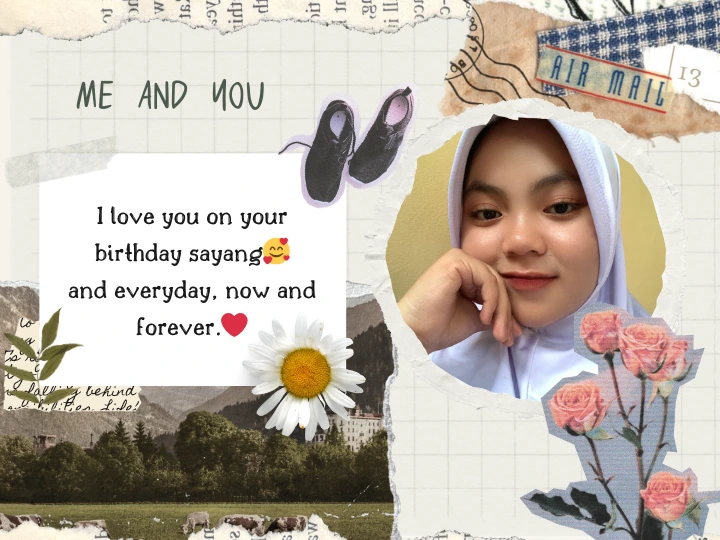 AIR MAIL
13
ME AND YOU
I love you on your
birthday sayang🥰
and everyday, now and
forever.❤️
falling behind